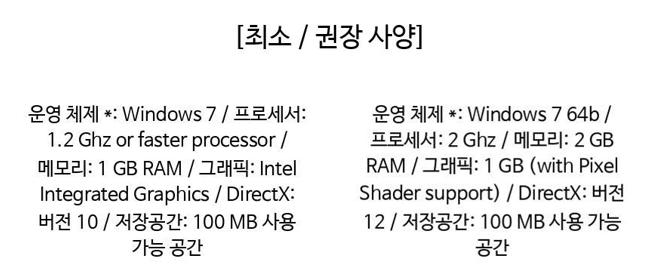 [최소 / 권장 사양]
운영 체제 *: Windows 7 / 프로세서:
1.2 Ghz or faster processor /
메모리: 1 GB RAM / 그래픽: Intel
Integrated Graphics / DirectX:
버전 10 / 저장공간: 100 MB 사용
가능 공간
운영 체제 *: Windows 7 64b /
프로세서: 2 Ghz / 메모리: 2 GB
RAM / 그래픽: 1 GB (with Pixel
Shader support) / DirectX: 버전
12 / 저장공간: 100 MB 사용 가능
공간